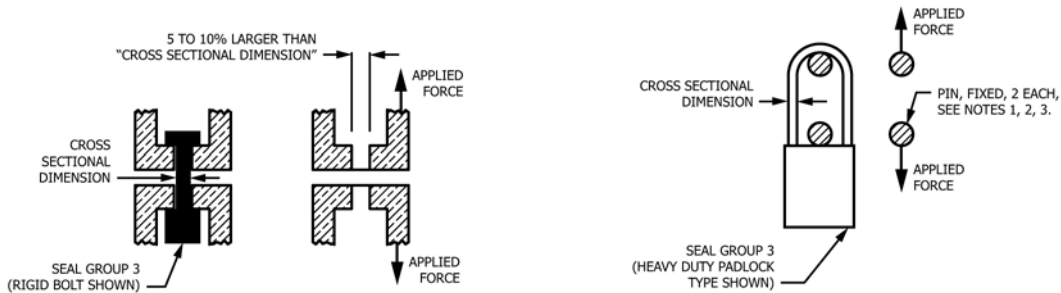 5 TO 10% LARGER THAN
“CROSS SECTIONAL DIMENSION”
APPLIED
FORCE
CROSS
SECTIONAL
DIMENSION
SEAL GROUP 3
(RIGID BOLT SHOWN)
APPLIED
FORCE
APPLIED
FORCE
CROSS SECTIONAL
DIMENSION
PIN, FIXED, 2 EACH,
SEE NOTES 1, 2, 3.
APPLIED
FORCE
SEAL GROUP 3
(HEAVY DUTY PADLOCK
TYPE SHOWN)